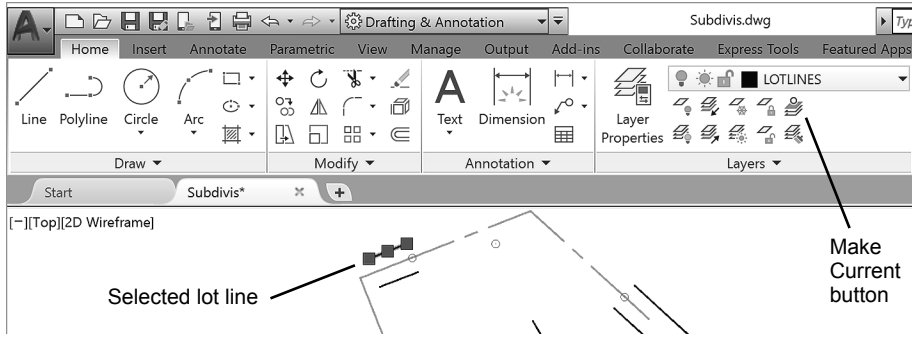 Drafting & Annotation Subdivis.dwg
Home Insert Annotate Parametric View Manage Output Add-ins Collaborate Express Tools Featured Apps
LOTLINES
Line Polyline Circle Arc Text Dimension Layer Properties
Draw Modify Annotation Layers
Start Subdivis*
[−][Top][2D Wireframe]
Selected lot line
Make
Current
button